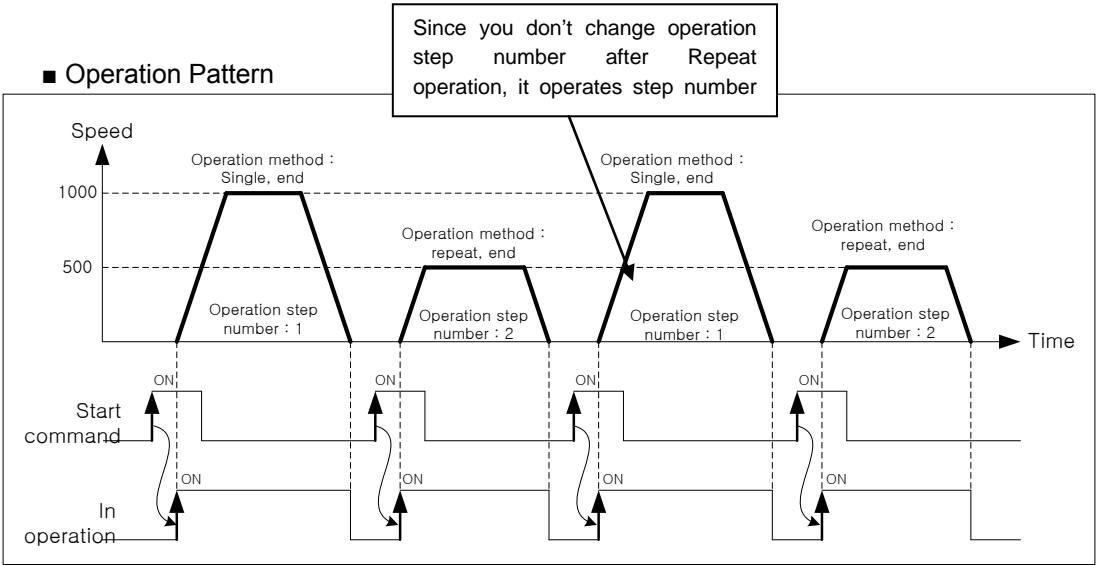 Since you don't change operation
step number after Repeat
operation, it operates step number
■ Operation Pattern
Speed
Operation method :
Single, end
Operation method :
Single, end
1000
Operation method :
repeat, end
Operation method :
repeat, end
500
Operation step
number : 1
Operation step
number : 2
Operation step
number : 1
Operation step
number : 2
Time
ON
ON
ON
ON
Start
command
ON
ON
ON
ON
In
operation